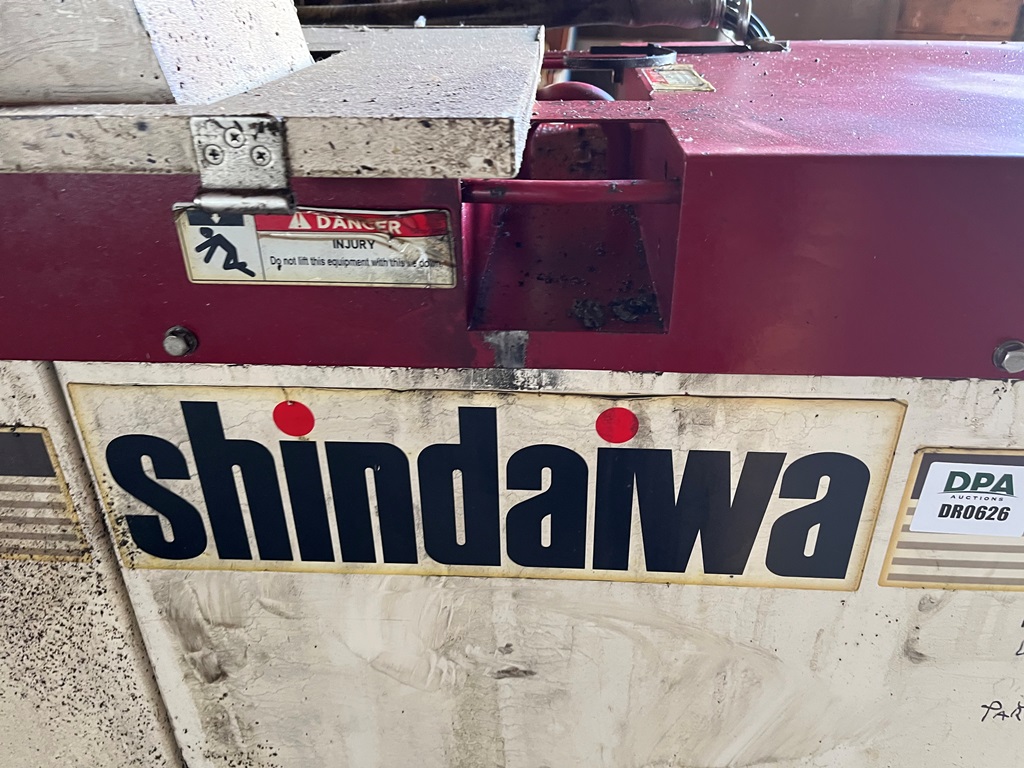 DANGER
INJURY
Do not lift this equipment with this
shindaiwa
DPA
AUCTIONS
DR0626